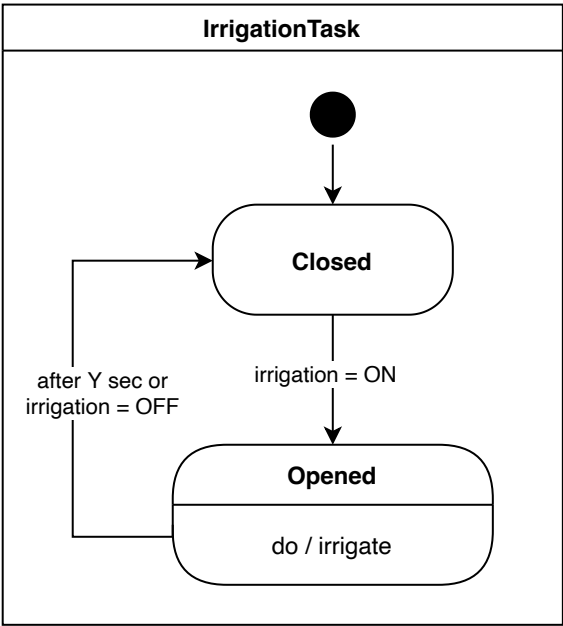 IrrigationTask
Closed
irrigation = ON
after Y sec or
irrigation = OFF
Opened
do / irrigate